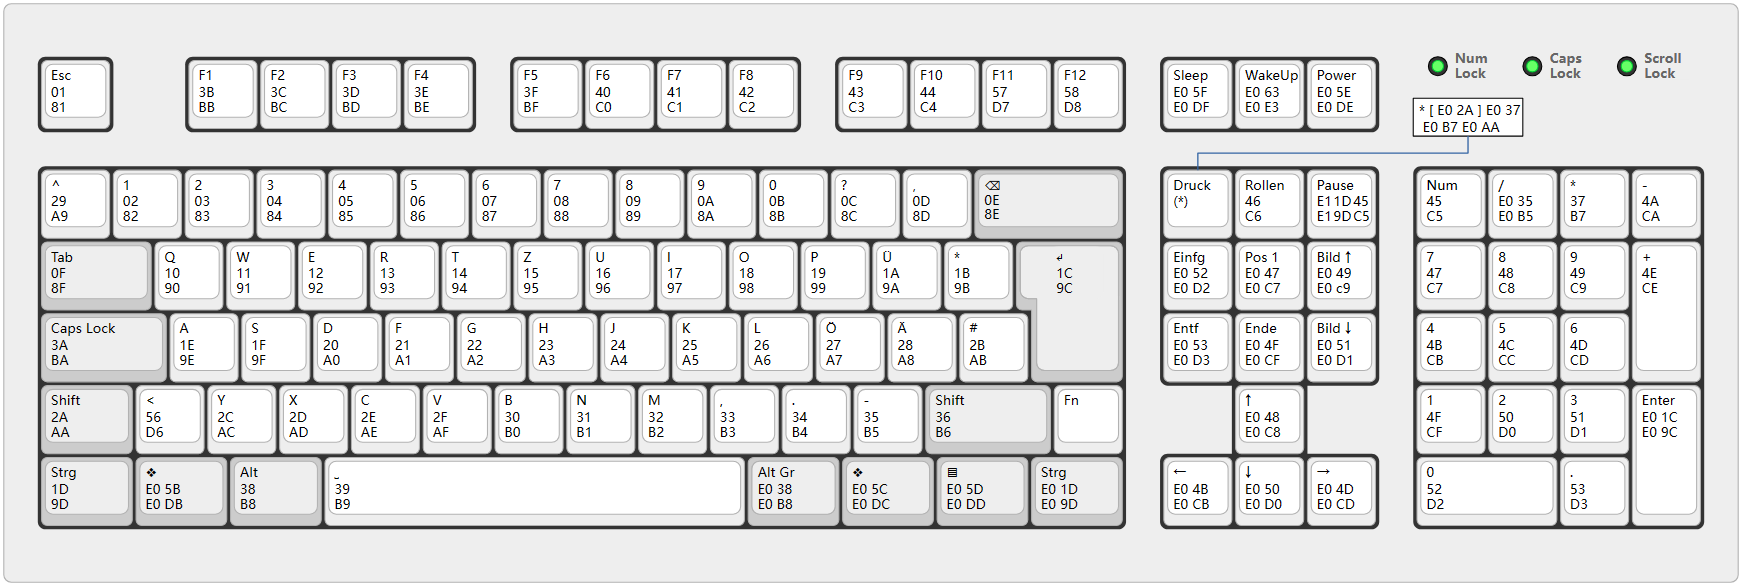 Esc
01
81
F1
3B
BB
F2
3C
BC
F3
3D
BD
F4
3E
BE
F5
3F
BF
F6
40
C0
F7
41
C1
F8
42
C2
F9
43
C3
F10
44
C4
F11
57
D7
F12
58
D8
Sleep
E0 5F
E0 DF
WakeUp
E0 63
E0 E3
Power
E0 5E
E0 DE
Num
Lock
Caps
Lock
Scroll
Lock
* [ E0 2A ] E0 37
E0 B7 E0 AA
^
29
A9
1
02
82
2
03
83
3
04
84
4
05
85
5
06
86
6
07
87
7
08
88
8
09
89
9
0A
8A
0
0B
8B
?
0C
8C
,
0D
8D
⌫
0E
8E
Druck
(*)
Rollen
46
C6
Pause
E11D45
E19DC5
Num
45
C5
/
E0 35
E0 B5
*
37
B7
-
4A
CA
Tab
0F
8F
Q
10
90
W
11
91
E
12
92
R
13
93
T
14
94
Z
15
95
U
16
96
I
17
97
O
18
98
P
19
99
Ü
1A
9A
*
1B
9B
↲
1C
9C
Einfg
E0 52
E0 D2
Pos 1
E0 47
E0 C7
Bild ↑
E0 49
E0 c9
7
47
C7
8
48
C8
9
49
C9
+
4E
CE
Caps Lock
3A
BA
A
1E
9E
S
1F
9F
D
20
A0
F
21
A1
G
22
A2
H
23
A3
J
24
A4
K
25
A5
L
26
A6
Ö
27
A7
Ä
28
A8
#
2B
AB
Entf
E0 53
E0 D3
Ende
E0 4F
E0 CF
Bild ↓
E0 51
E0 D1
4
4B
CB
5
4C
CC
6
4D
CD
Shift
2A
AA
<
56
D6
Y
2C
AC
X
2D
AD
C
2E
AE
V
2F
AF
B
30
B0
N
31
B1
M
32
B2
,
33
B3
.
34
B4
-
35
B5
Shift
36
B6
Fn
↑
E0 48
E0 C8
1
4F
CF
2
50
D0
3
51
D1
Enter
E0 1C
E0 9C
Strg
1D
9D
❖
E0 5B
E0 DB
Alt
38
B8
⌣
39
B9
Alt Gr
E0 38
E0 B8
❖
E0 5C
E0 DC
▤
E0 5D
E0 DD
Strg
E0 1D
E0 9D
←
E0 4B
E0 CB
↓
E0 50
E0 D0
→
E0 4D
E0 CD
0
52
D2
.
53
D3